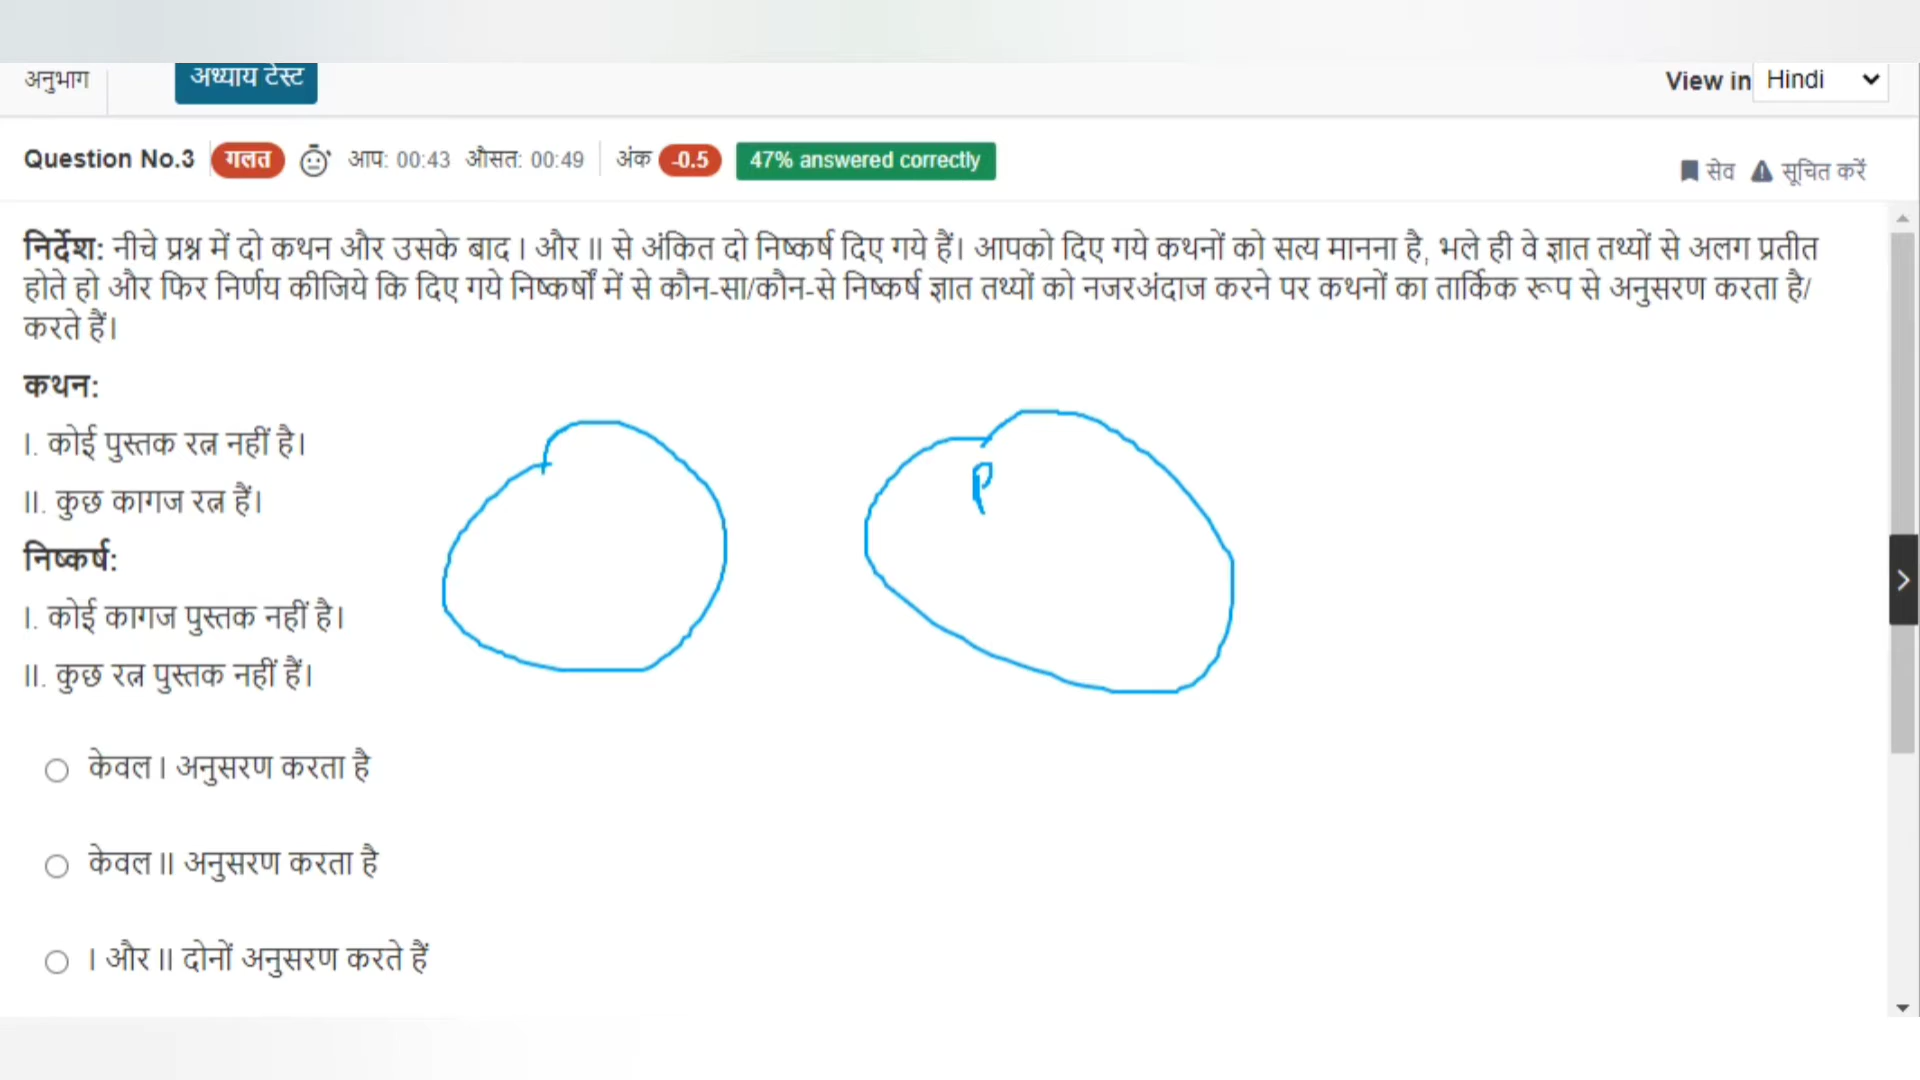 अनुभाग
अध्याय टेस्ट
View in Hindi
Question No.3 गलत आप: 00:43 औसत: 00:49 अंक -0.5 47% answered correctly
सेव सूचित करें
निर्देश: नीचे प्रश्न में दो कथन और उसके बाद I और II से अंकित दो निष्कर्ष दिए गये हैं। आपको दिए गये कथनों को सत्य मानना है, भले ही वे ज्ञात तथ्यों से अलग प्रतीत
होते हो और फिर निर्णय कीजिये कि दिए गये निष्कर्षों में से कौन-सा/कौन-से निष्कर्ष ज्ञात तथ्यों को नजरअंदाज करने पर कथनों का तार्किक रूप से अनुसरण करता है/
करते हैं।
कथन:
I. कोई पुस्तक रत्न नहीं है।
II. कुछ कागज रत्न हैं।
P
निष्कर्ष:
I. कोई कागज पुस्तक नहीं है।
II. कुछ रत्न पुस्तक नहीं हैं।
केवल I अनुसरण करता है
केवल II अनुसरण करता है
I और II दोनों अनुसरण करते हैं